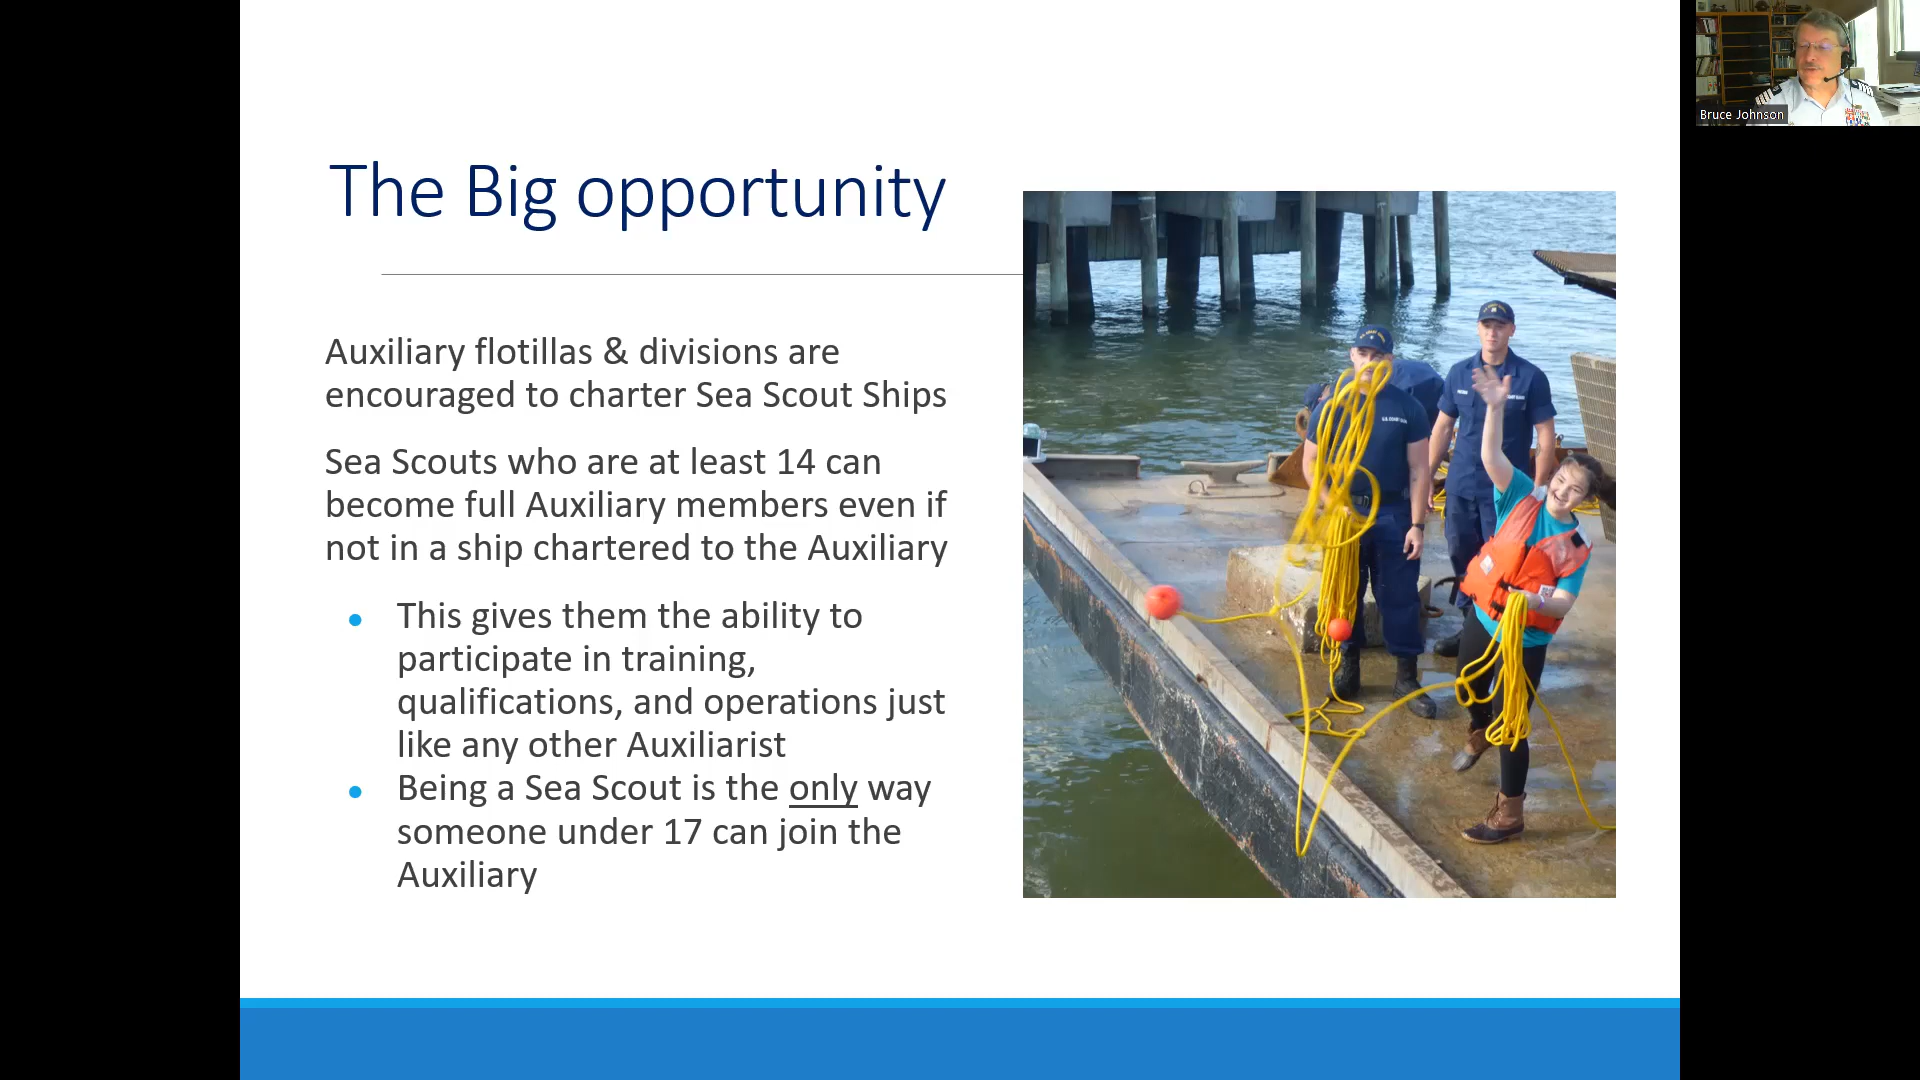 Bruce Johnson
The Big opportunity
Auxiliary flotillas & divisions are
encouraged to charter Sea Scout Ships
Sea Scouts who are at least 14 can
become full Auxiliary members even if
not in a ship chartered to the Auxiliary
• This gives them the ability to
participate in training,
qualifications, and operations just
like any other Auxiliarist
• Being a Sea Scout is the only way
someone under 17 can join the
Auxiliary